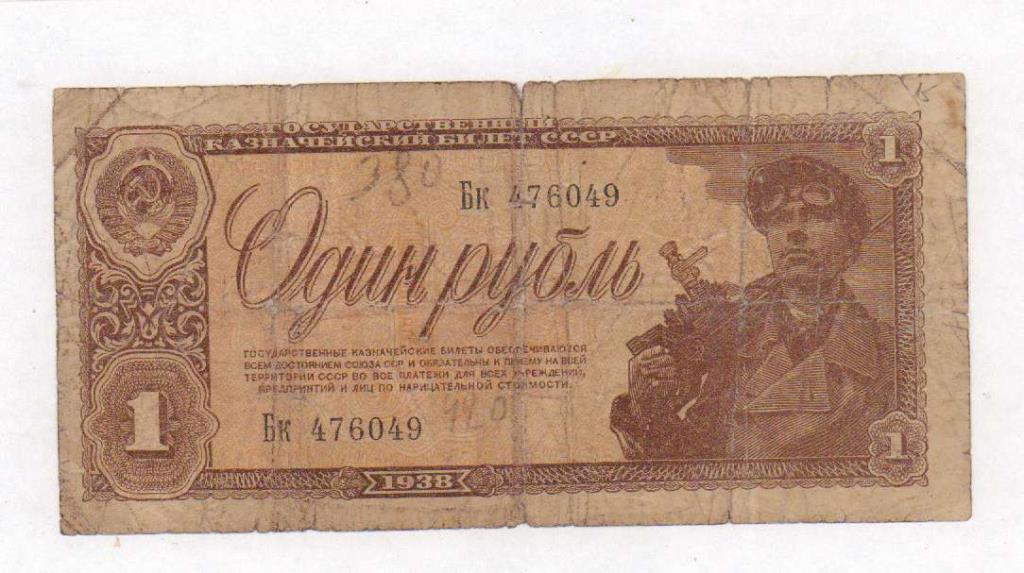 ГОСУДАРСТВЕННЫЙ
КАЗНАЧЕЙСКИЙ БИЛЕТ СССР
1
380
Бк 476049
Один рубль
ГОСУДАРСТВЕННЫЕ КАЗНАЧЕЙСКИЕ БИЛЕТЫ ОБЕСПЕЧИВАЮТСЯ
ВСЕМ ДОСТОЯНИЕМ СОЮЗА ССР И ОБЯЗАТЕЛЬНЫ К ПРИЕМУ НА ВСЕЙ
ТЕРРИТОРИИ СССР ВО ВСЕ ПЛАТЕЖИ ДЛЯ ВСЕХ УЧРЕЖДЕНИЙ,
ПРЕДПРИЯТИЙ И ЛИЦ ПО НАРИЦАТЕЛЬНОЙ СТОИМОСТИ.
120
Бк 476049
1
1
1938